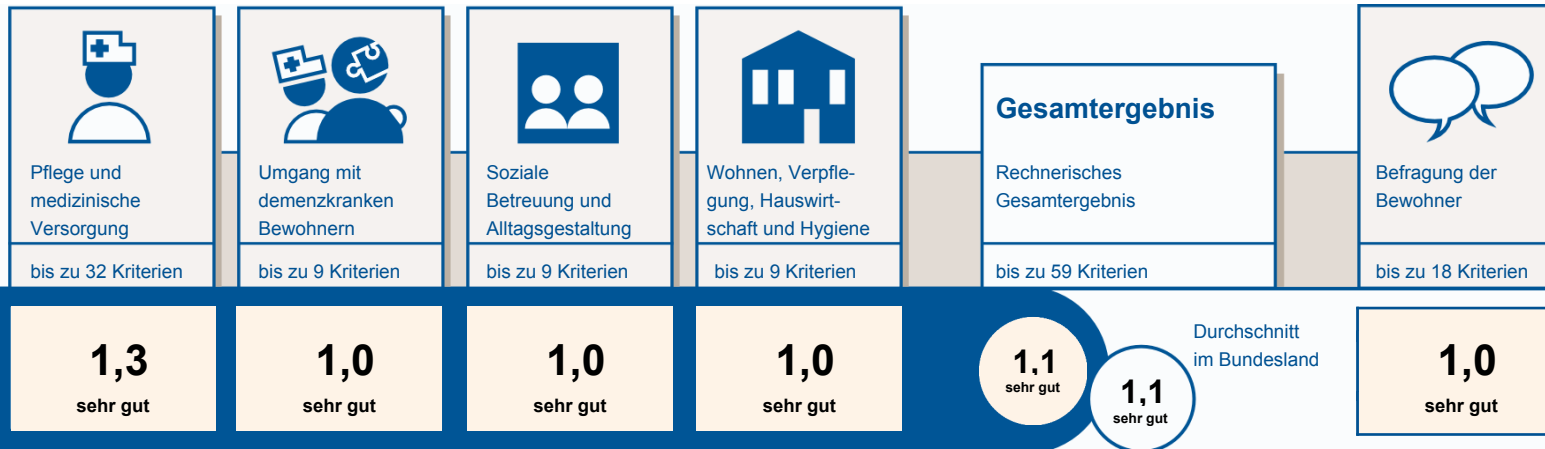 Pflege und
medizinische
Versorgung
bis zu 32 Kriterien
1,3
sehr gut
Umgang mit
demenzkranken
Bewohnern
bis zu 9 Kriterien
1,0
sehr gut
Soziale
Betreuung und
Alltagsgestaltung
bis zu 9 Kriterien
1,0
sehr gut
Wohnen, Verpfle-
gung, Hauswirt-
schaft und Hygiene
bis zu 9 Kriterien
1,0
sehr gut
Gesamtergebnis
Rechnerisches
Gesamtergebnis
bis zu 59 Kriterien
1,1
sehr gut
Durchschnitt
im Bundesland
1,1
sehr gut
Befragung der
Bewohner
bis zu 18 Kriterien
1,0
sehr gut